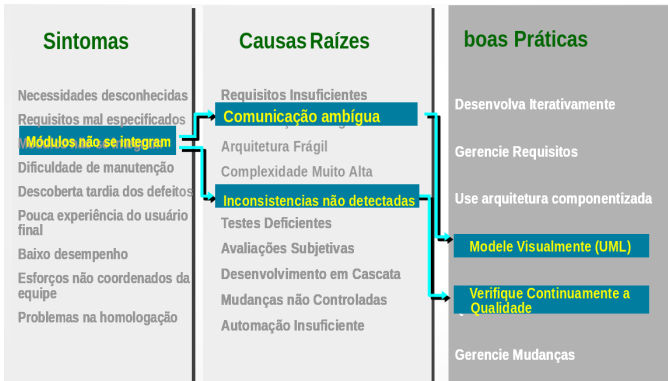 Sintomas
Necessidades desconhecidas
Requisitos mal especificados
Módulos não se integram
Dificuldade de manutenção
Descoberta tardia dos defeitos
Pouca experiência do usuário
final
Baixo desempenho
Esforços não coordenados da
equipe
Problemas na homologação
Causas Raízes
Requisitos Insuficientes
Comunicação ambígua
Arquitetura Frágil
Complexidade Muito Alta
Inconsistencias não detectadas
Testes Deficientes
Avaliações Subjetivas
Desenvolvimento em Cascata
Mudanças não Controladas
Automação Insuficiente
boas Práticas
Desenvolva Iterativamente
Gerencie Requisitos
Use arquitetura componentizada
Modele Visualmente (UML)
Verifique Continuamente a
Qualidade
Gerencie Mudanças